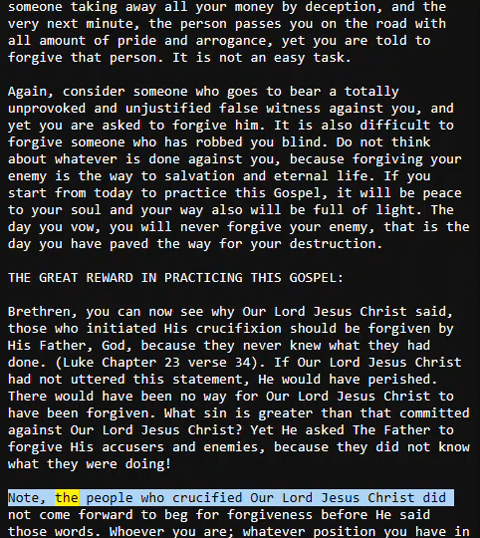 someone taking away all your money by deception, and the
very next minute, the person passes you on the road with
all amount of pride and arrogance, yet you are told to
forgive that person. It is not an easy task.
Again, consider someone who goes to bear a totally
unprovoked and unjustified false witness against you, and
yet you are asked to forgive him. It is also difficult to
forgive someone who has robbed you blind. Do not think
about whatever is done against you, because forgiving your
enemy is the way to salvation and eternal life. If you
start from today to practice this Gospel, it will be peace
to your soul and your way also will be full of light. The
day you vow, you will never forgive your enemy, that is the
day you have paved the way for your destruction.
THE GREAT REWARD IN PRACTICING THIS GOSPEL:
Brethren, you can now see why Our Lord Jesus Christ said,
those who initiated His crucifixion should be forgiven by
His Father, God, because they never knew what they had
done. (Luke Chapter 23 verse 34). If Our Lord Jesus Christ
had not uttered this statement, He would have perished.
There would have been no way for Our Lord Jesus Christ to
have been forgiven. What sin is greater than that committed
against Our Lord Jesus Christ? Yet He asked The Father to
forgive His accusers and enemies, because they did not know
what they were doing!
Note, the people who crucified Our Lord Jesus Christ did
not come forward to beg for forgiveness before He said
those words. Whoever you are; whatever position you have in